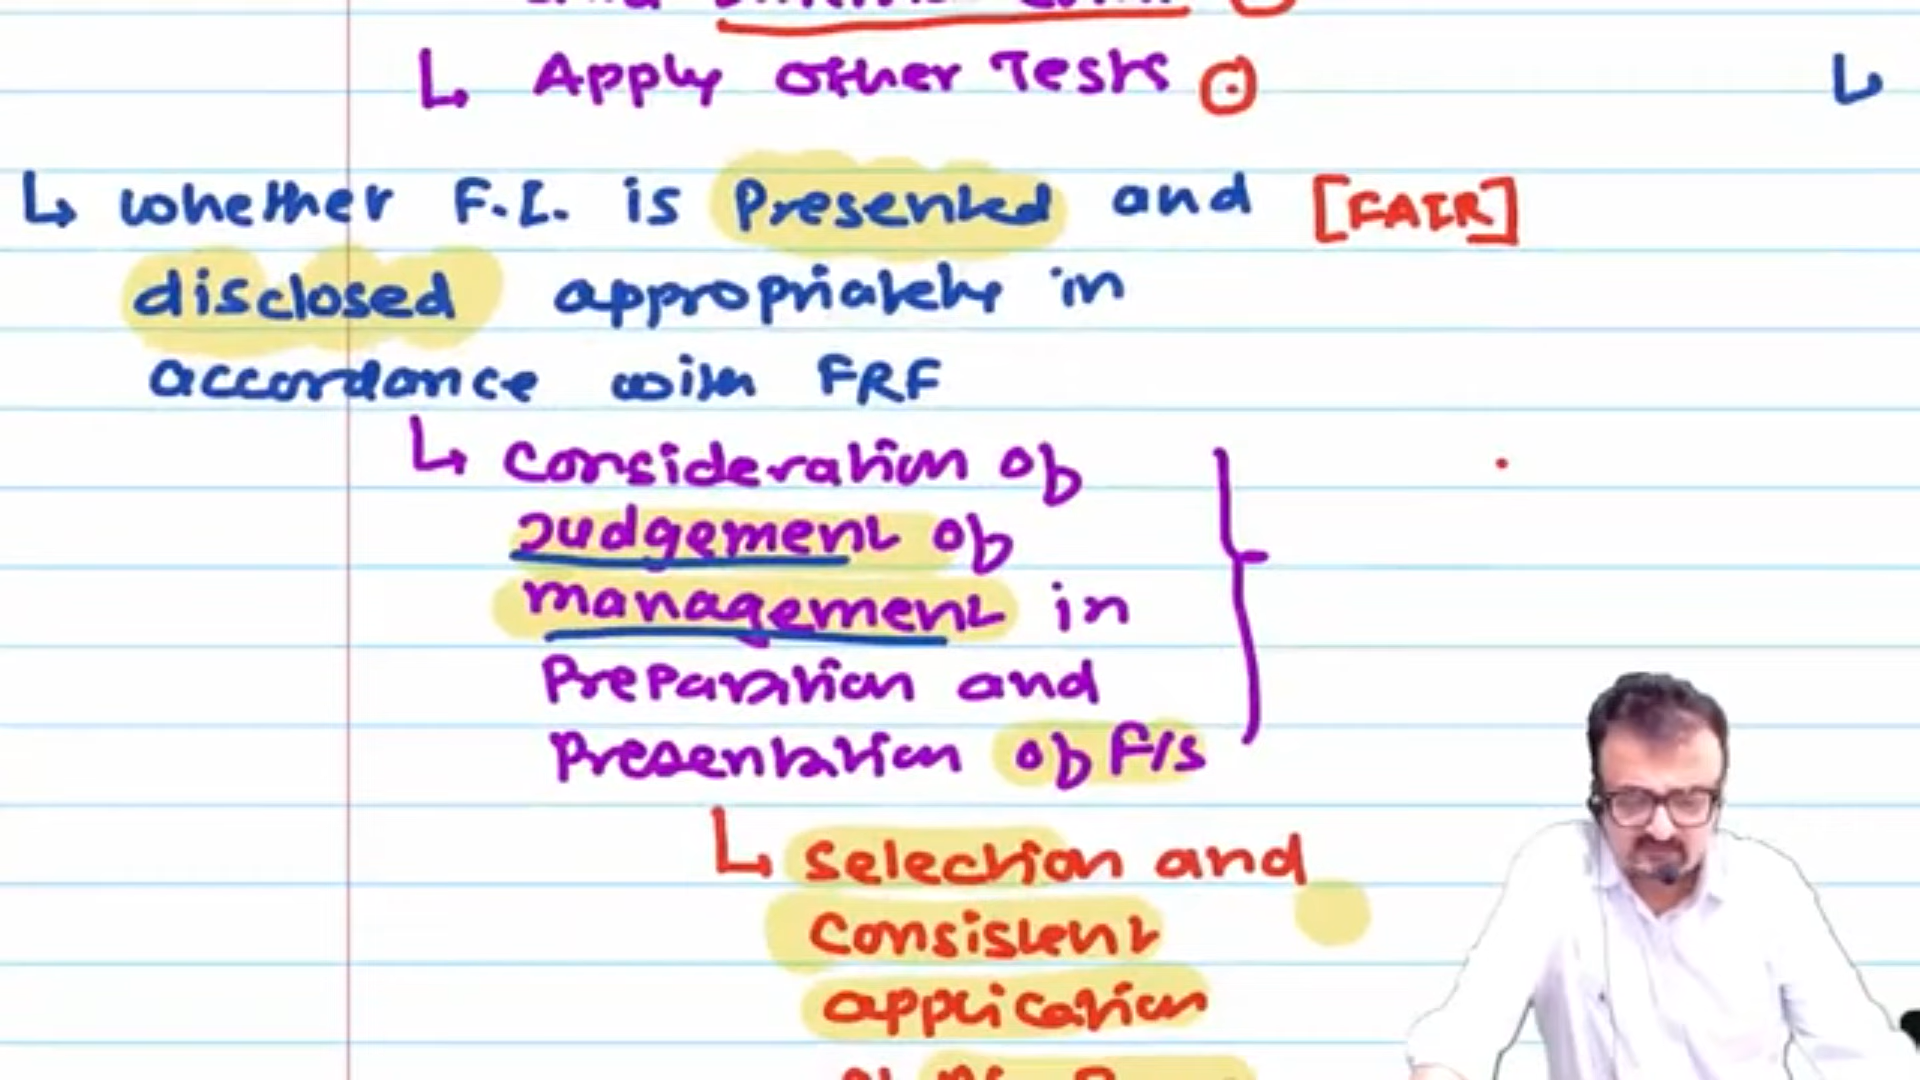 ↳ Apply other Tests ⊙
↳ whether F.I. is Presented and [FAIR]
disclosed appropriately in
accordance with FRF
↳ Consideration of
Judgement of
management in
Preparation and
Presentation of F/S
↳ selection and
Consistent
application